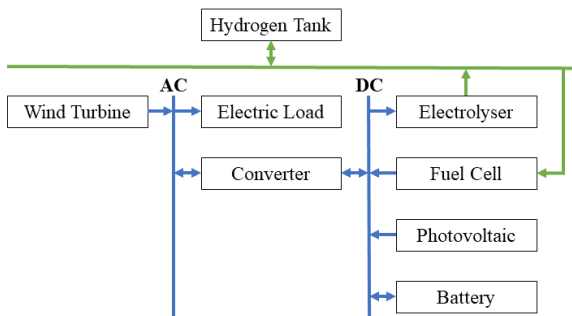 Hydrogen Tank
AC
DC
Wind Turbine
Electric Load
Electrolyser
Converter
Fuel Cell
Photovoltaic
Battery